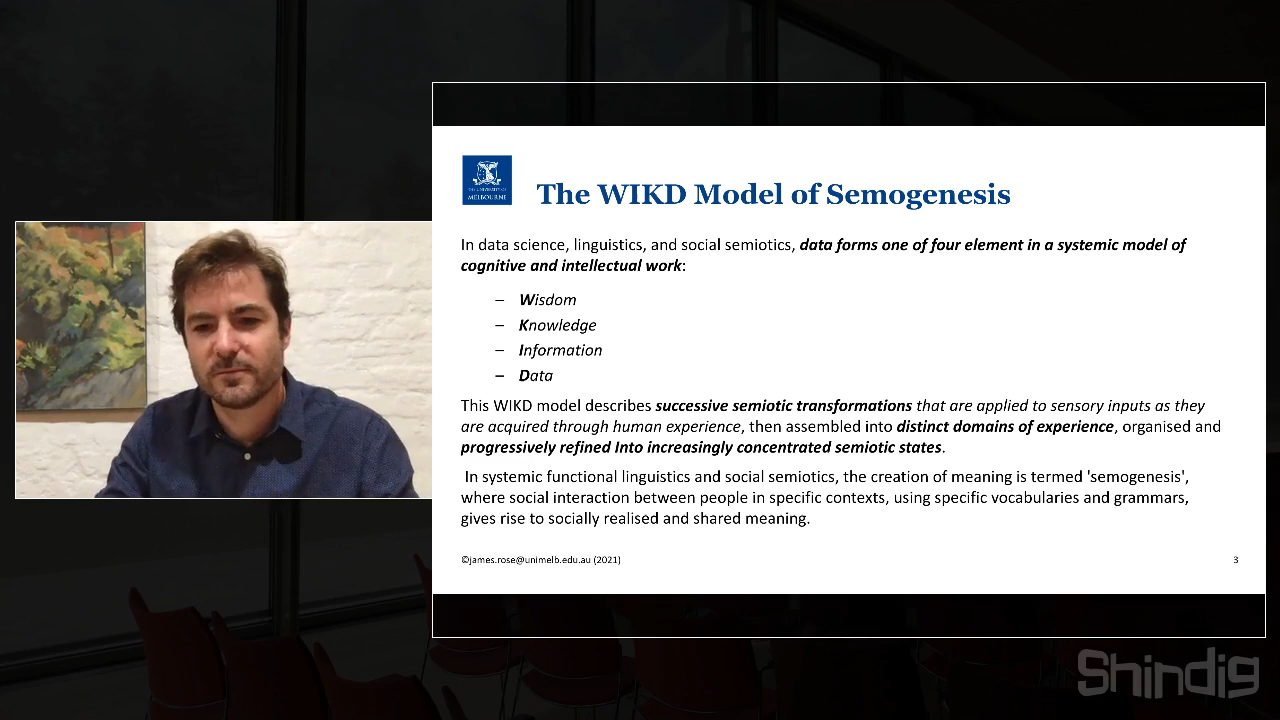 THE UNIVERSITY OF
MELBOURNE
The WIKD Model of Semogenesis
In data science, linguistics, and social semiotics, data forms one of four element in a systemic model of
cognitive and intellectual work:
– Wisdom
– Knowledge
– Information
– Data
This WIKD model describes successive semiotic transformations that are applied to sensory inputs as they
are acquired through human experience, then assembled into distinct domains of experience, organised and
progressively refined Into increasingly concentrated semiotic states.
In systemic functional linguistics and social semiotics, the creation of meaning is termed 'semogenesis',
where social interaction between people in specific contexts, using specific vocabularies and grammars,
gives rise to socially realised and shared meaning.
©james.rose@unimelb.edu.au (2021)
3
Shindig